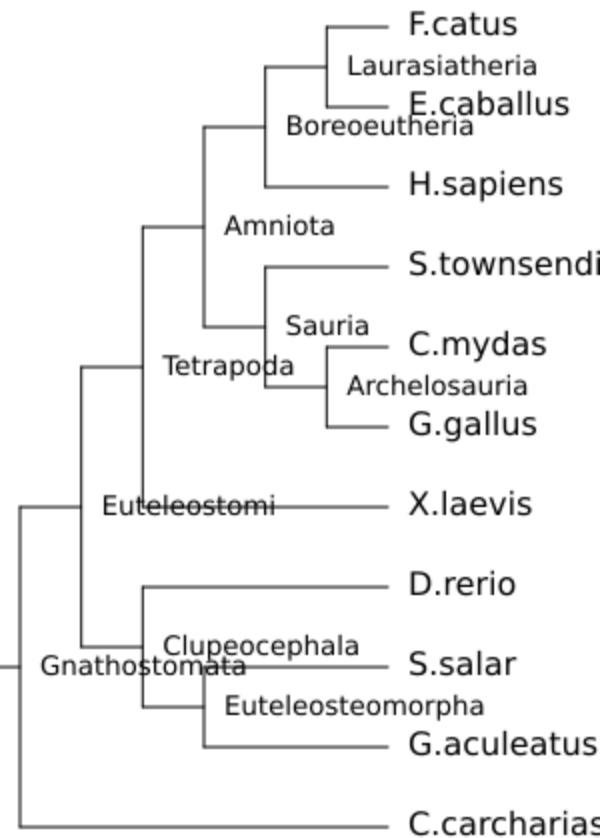 F.catus
Laurasiatheria
E.caballus
Boreoeutheria
H.sapiens
Amniota
S.townsendi
Sauria
C.mydas
Tetrapoda
Archelosauria
G.gallus
Euteleostomi
X.laevis
D.rerio
Clupeocephala
Gnathostomata
S.salar
Euteleosteomorpha
G.aculeatus
C.carcharias